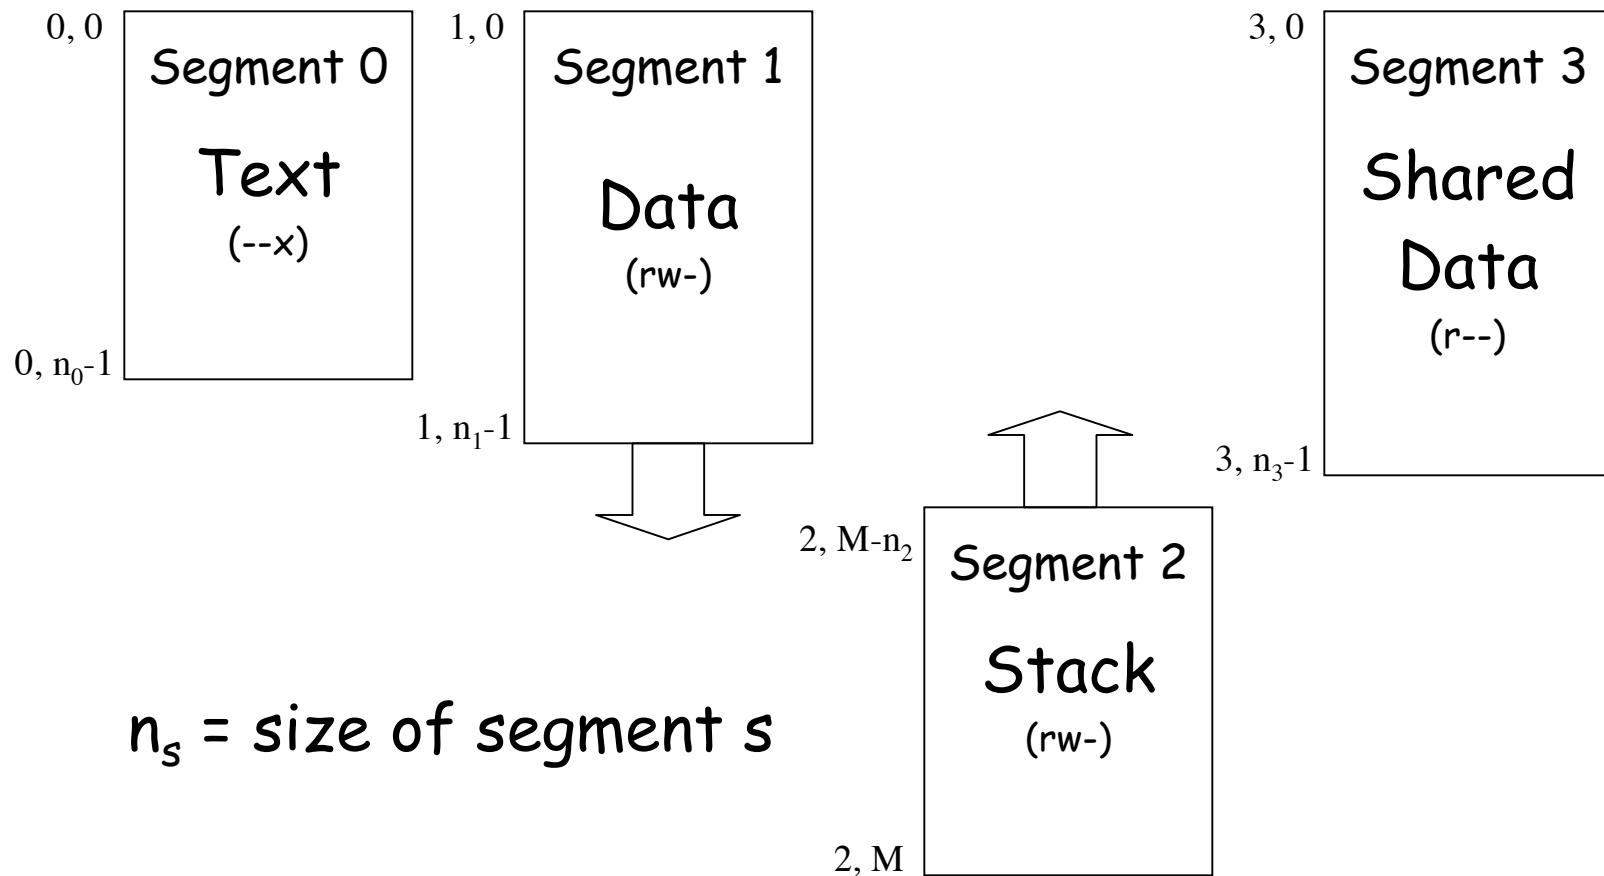 0, 0
Segment 0
Text
(--x)
0, n₀-1
1, 0
Segment 1
Data
(rw-)
1, n₁-1
2, M-n₂
Segment 2
Stack
(rw-)
2, M
3, 0
Segment 3
Shared
Data
(r--)
3, n₃-1
nₛ = size of segment s